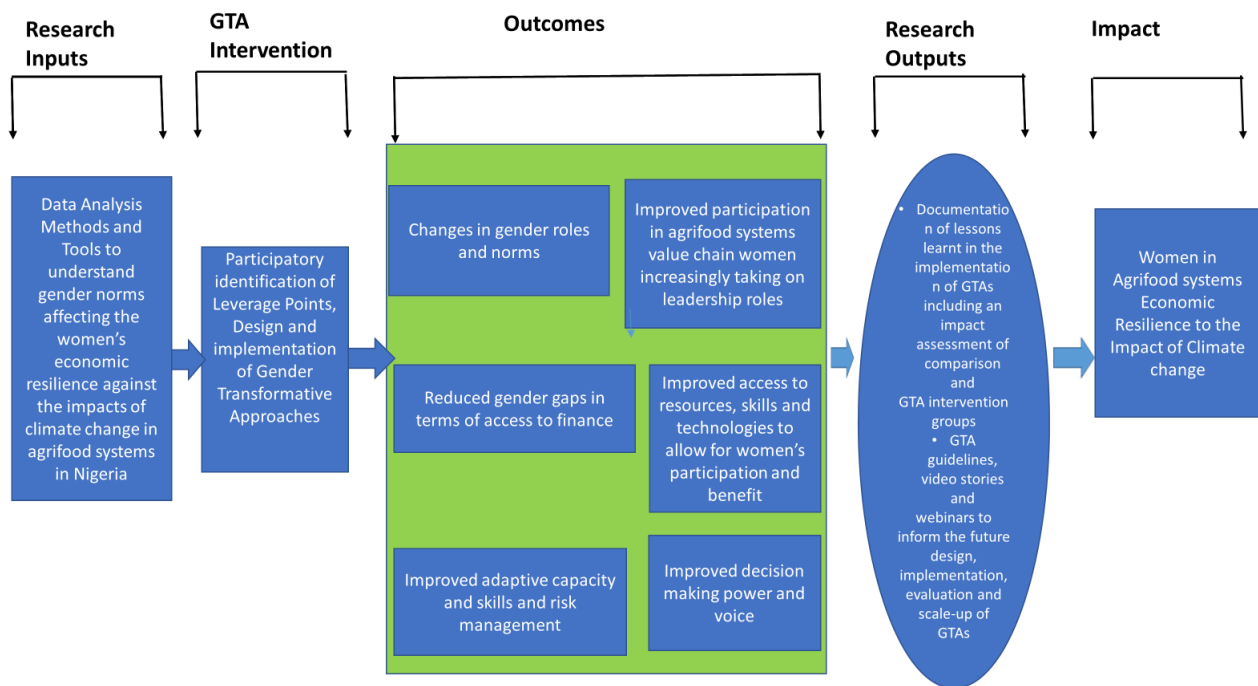 Research
Inputs
GTA
Intervention
Outcomes
Research
Outputs
Impact
Data Analysis
Methods and
Tools to
understand
gender norms
affecting the
women's
economic
resilience against
the impacts of
climate change in
agrifood systems
in Nigeria
Participatory
identification of
Leverage Points,
Design and
implementation
of Gender
Transformative
Approaches
Changes in gender roles
and norms
Improved participation
in agrifood systems
value chain women
increasingly taking on
leadership roles
Reduced gender gaps in
terms of access to finance
Improved access to
resources, skills and
technologies to
allow for women's
participation and
benefit
Improved adaptive capacity
and skills and risk
management
Improved decision
making power and
voice
• Documentatio
n of lessons
learnt in the
implementatio
n of GTAs
including an
impact
assessment of
comparison
and
GTA intervention
groups
• GTA
guidelines,
video stories
and
webinars to
inform the future
design,
implementation,
evaluation and
scale-up of
GTAs
Women in
Agrifood systems
Economic
Resilience to the
Impact of Climate
change